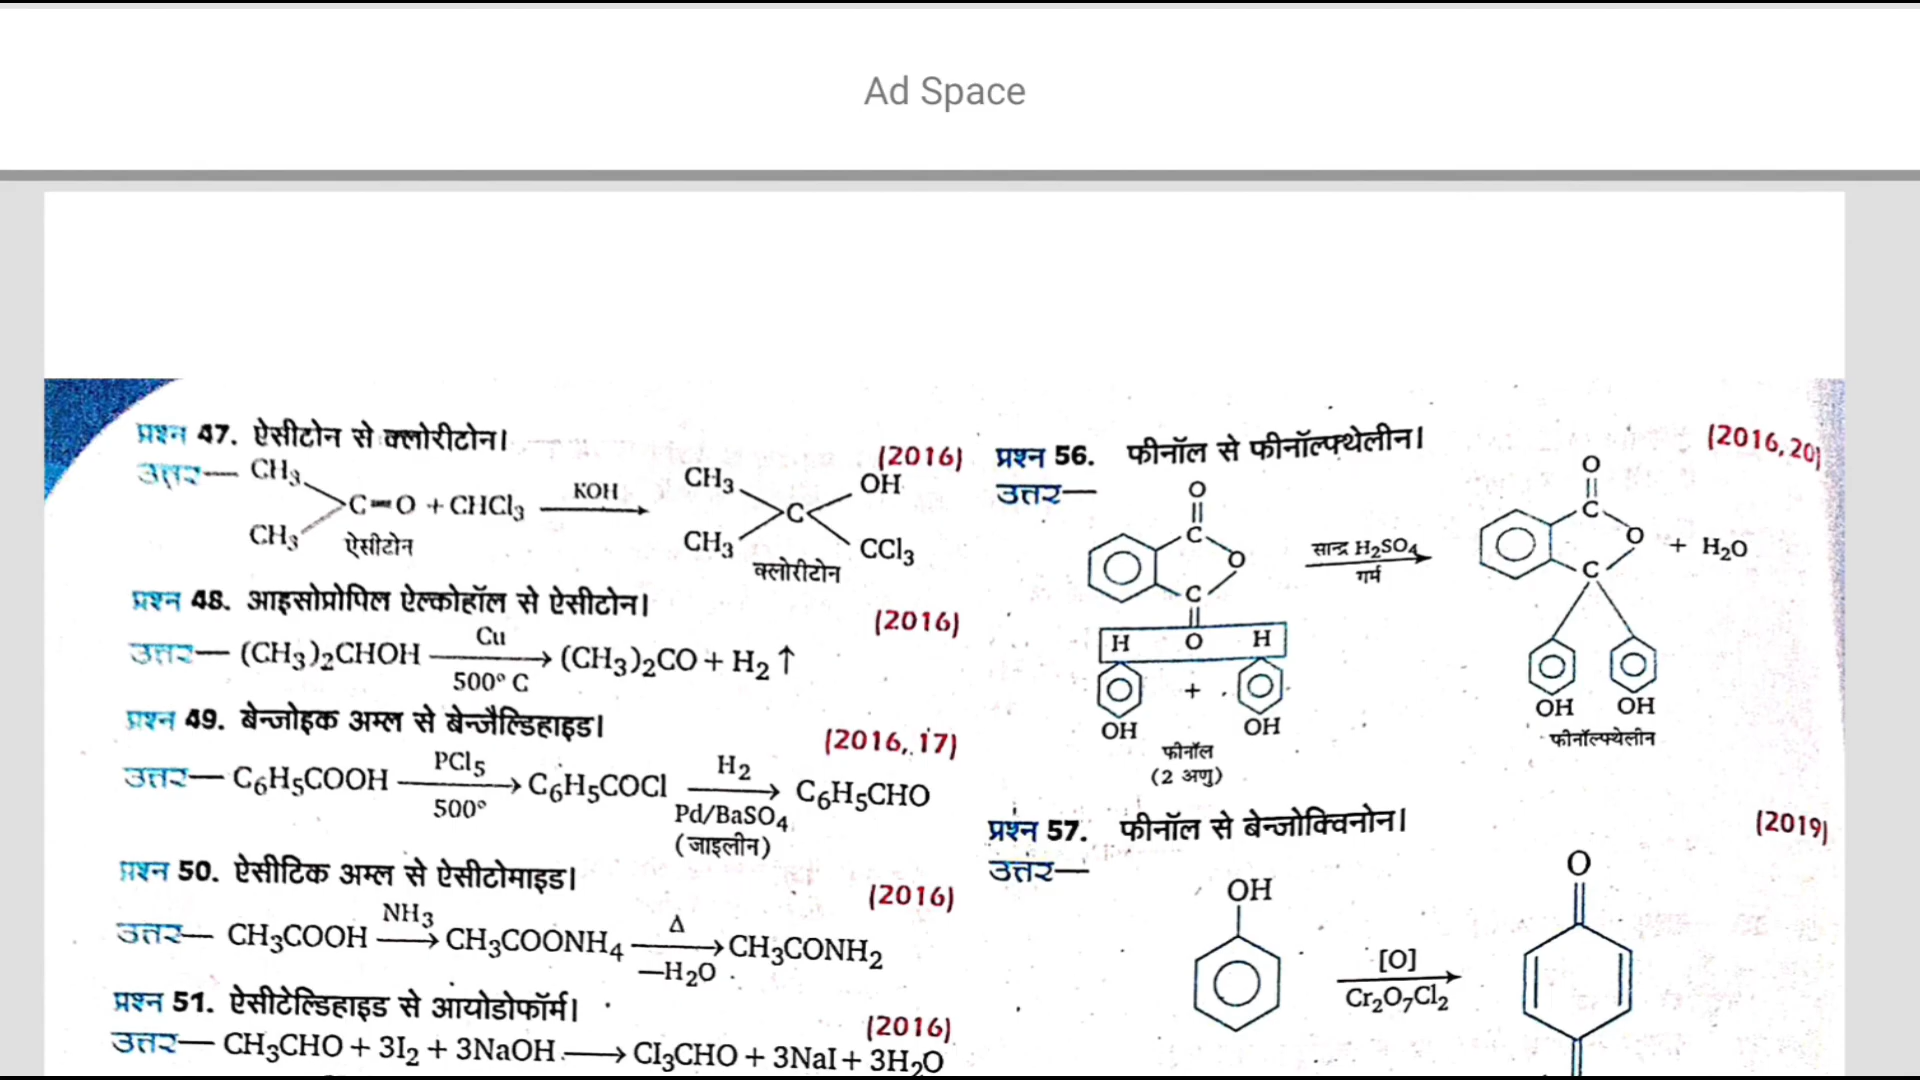 Ad Space
प्रश्न 47. ऐसीटोन से क्लोरीटोन।
(2016)
उत्तर— CH₃
CH₃
C=O + CHCl₃
KOH
ऐसीटोन
CH₃
OH
C
CH₃
CCl₃
क्लोरीटोन
प्रश्न 48. आइसोप्रोपिल ऐल्कोहॉल से ऐसीटोन।
(2016)
Cu
उत्तर— (CH₃)₂CHOH ⟶ (CH₃)₂CO + H₂ ↑
500° C
प्रश्न 49. बेन्जोइक अम्ल से बेन्जैल्डिहाइड।
(2016, 17)
PCl₅ H₂
उत्तर— C₆H₅COOH ⟶ C₆H₅COCl ⟶ C₆H₅CHO
500° Pd/BaSO₄
(जाइलीन)
प्रश्न 50. ऐसीटिक अम्ल से ऐसीटोमाइड।
(2016)
NH₃ Δ
उत्तर— CH₃COOH ⟶ CH₃COONH₄ ⟶ CH₃CONH₂
—H₂O
प्रश्न 51. ऐसीटेल्डिहाइड से आयोडोफॉर्म।
(2016)
उत्तर— CH₃CHO + 3I₂ + 3NaOH ⟶ CI₃CHO + 3NaI + 3H₂O
प्रश्न 56. फीनॉल से फीनॉल्फ्थेलीन।
(2016, 20)
उत्तर—
O
C
O
C
H O H
+
OH OH
फीनॉल
(2 अणु)
सान्द्र H₂SO₄
गर्म
O
C
O
C
+ H₂O
OH OH
फीनॉल्फ्थेलीन
प्रश्न 57. फीनॉल से बेन्जोक्विनोन।
(2019)
उत्तर—
OH
[O]
Cr₂O₇Cl₂
O